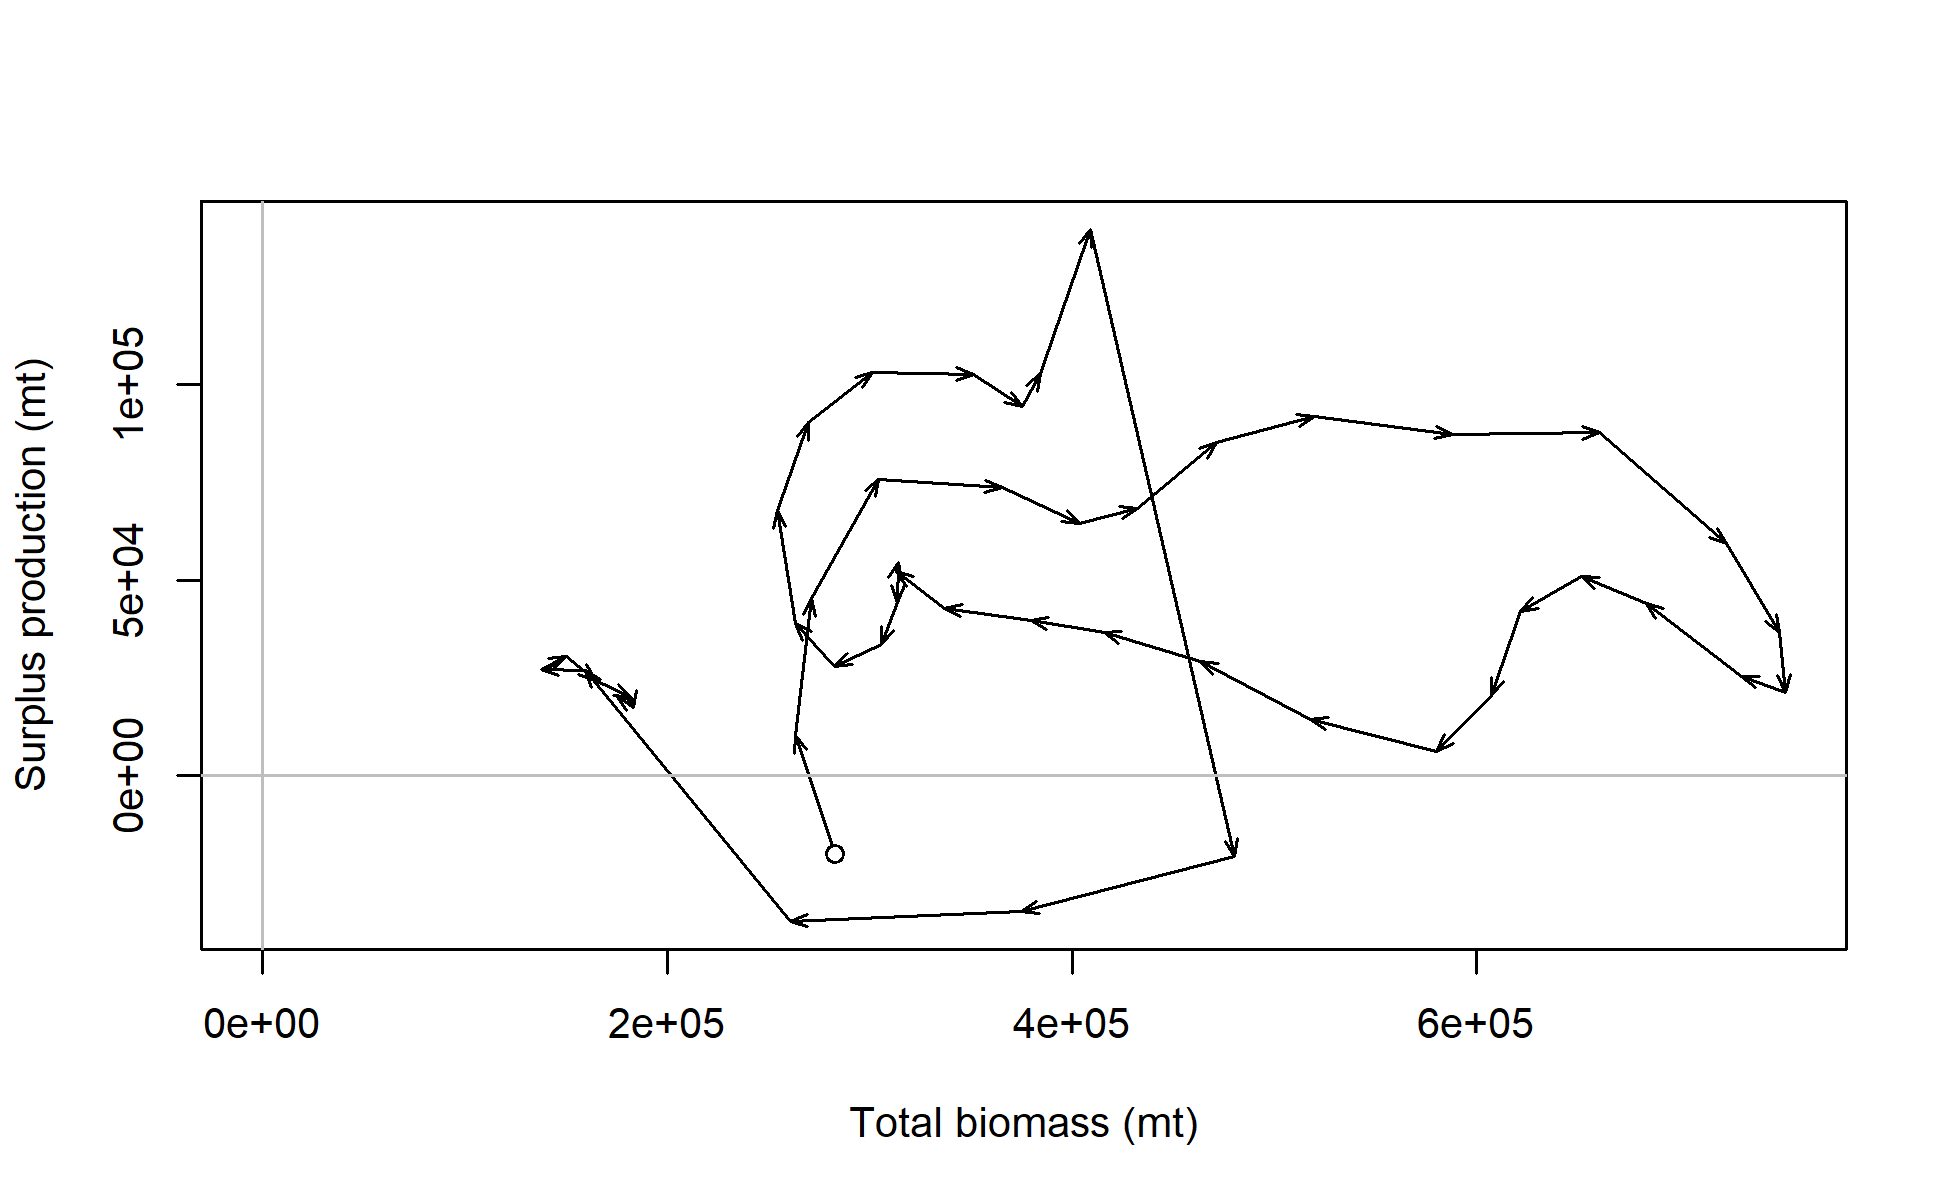 Surplus production (mt)
1e+05
5e+04
0e+00
0e+00 2e+05 4e+05 6e+05
Total biomass (mt)